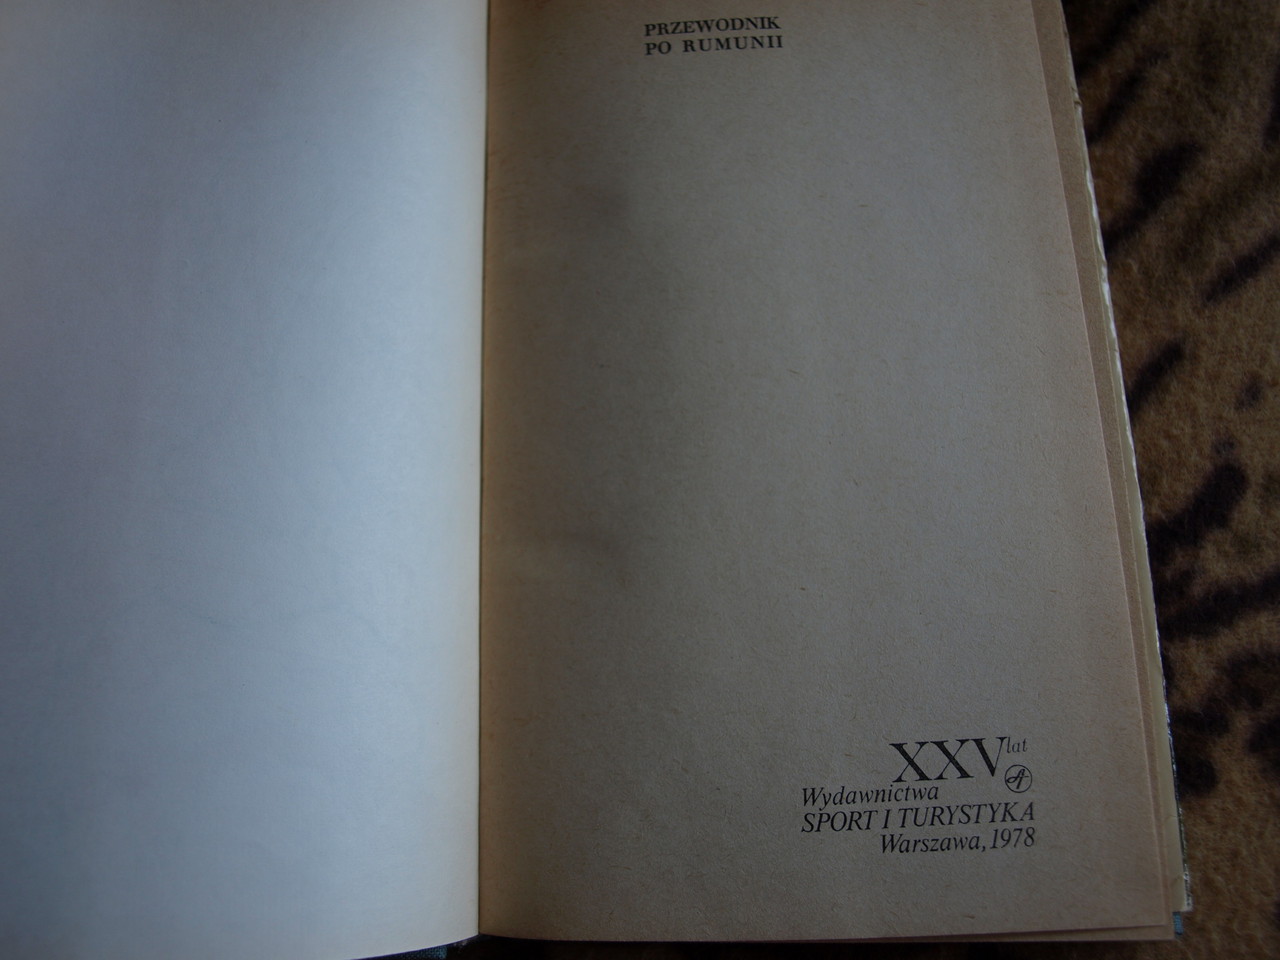 PRZEWODNIK
PO RUMUNII
XXV lat
Wydawnictwa
SPORT I TURYSTYKA
Warszawa, 1978